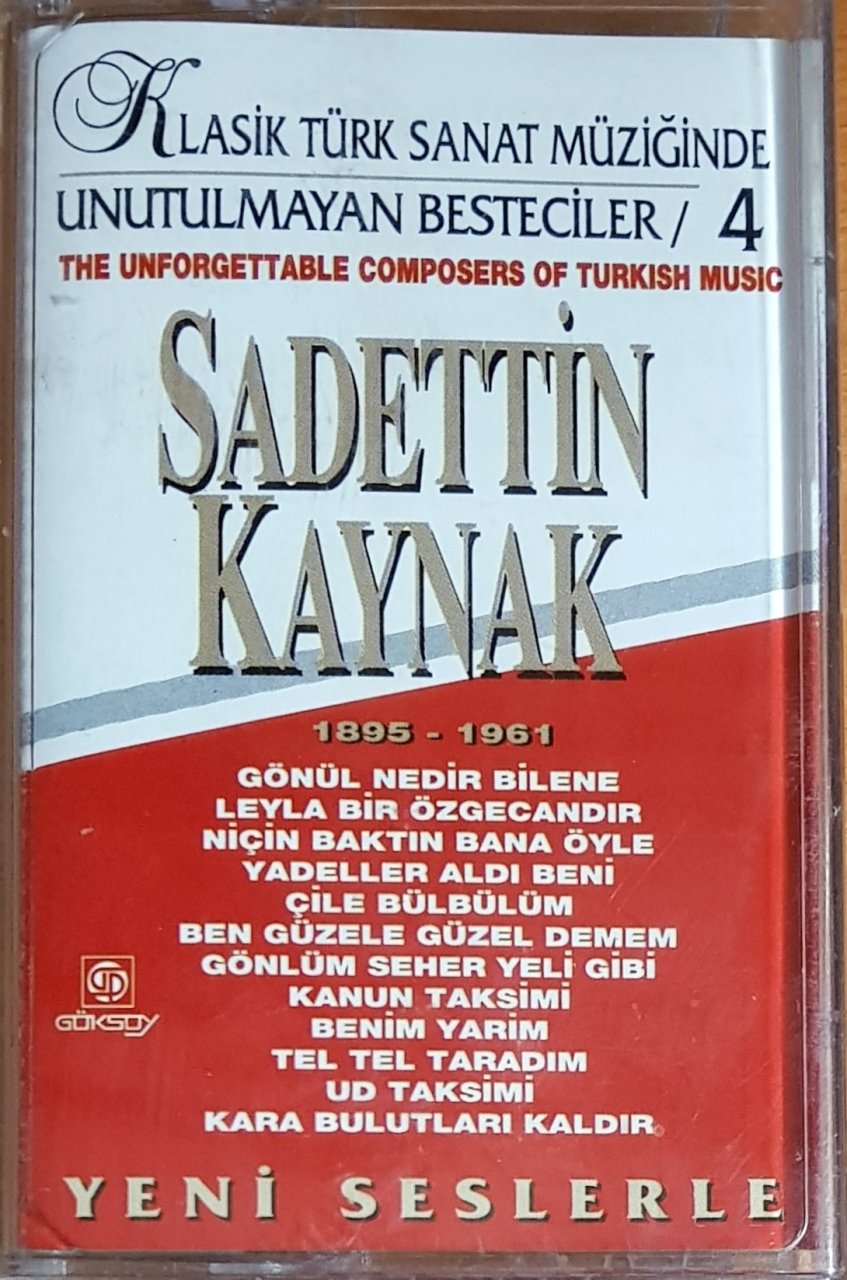 KLASİK TÜRK SANAT MÜZİĞİNDE
UNUTULMAYAN BESTECİLER / 4
THE UNFORGETTABLE COMPOSERS OF TURKISH MUSIC
SADETTİN
KAYNAK
1895 - 1961
GÖNÜL NEDİR BİLENE
LEYLA BİR ÖZGECANDIR
NİÇİN BAKTIN BANA ÖYLE
YADELLER ALDI BENİ
ÇİLE BÜLBÜLÜM
BEN GÜZELE GÜZEL DEMEM
GÖNLÜM SEHER YELİ GİBİ
KANUN TAKSİMİ
BENİM YARİM
TEL TEL TARADIM
UD TAKSİMİ
KARA BULUTLARI KALDIR
GÖKSOY
YENİ SESLERLE